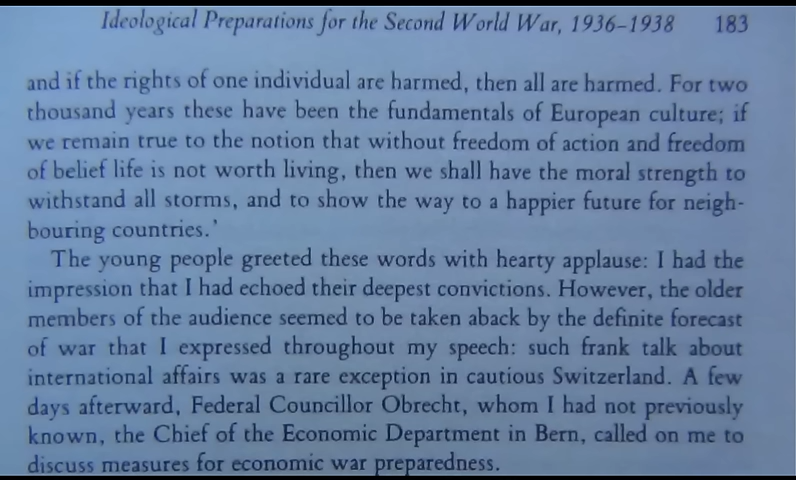 Ideological Preparations for the Second World War, 1936–1938 183
and if the rights of one individual are harmed, then all are harmed. For two
thousand years these have been the fundamentals of European culture; if
we remain true to the notion that without freedom of action and freedom
of belief life is not worth living, then we shall have the moral strength to
withstand all storms, and to show the way to a happier future for neigh-
bouring countries.’
The young people greeted these words with hearty applause: I had the
impression that I had echoed their deepest convictions. However, the older
members of the audience seemed to be taken aback by the definite forecast
of war that I expressed throughout my speech: such frank talk about
international affairs was a rare exception in cautious Switzerland. A few
days afterward, Federal Councillor Obrecht, whom I had not previously
known, the Chief of the Economic Department in Bern, called on me to
discuss measures for economic war preparedness.